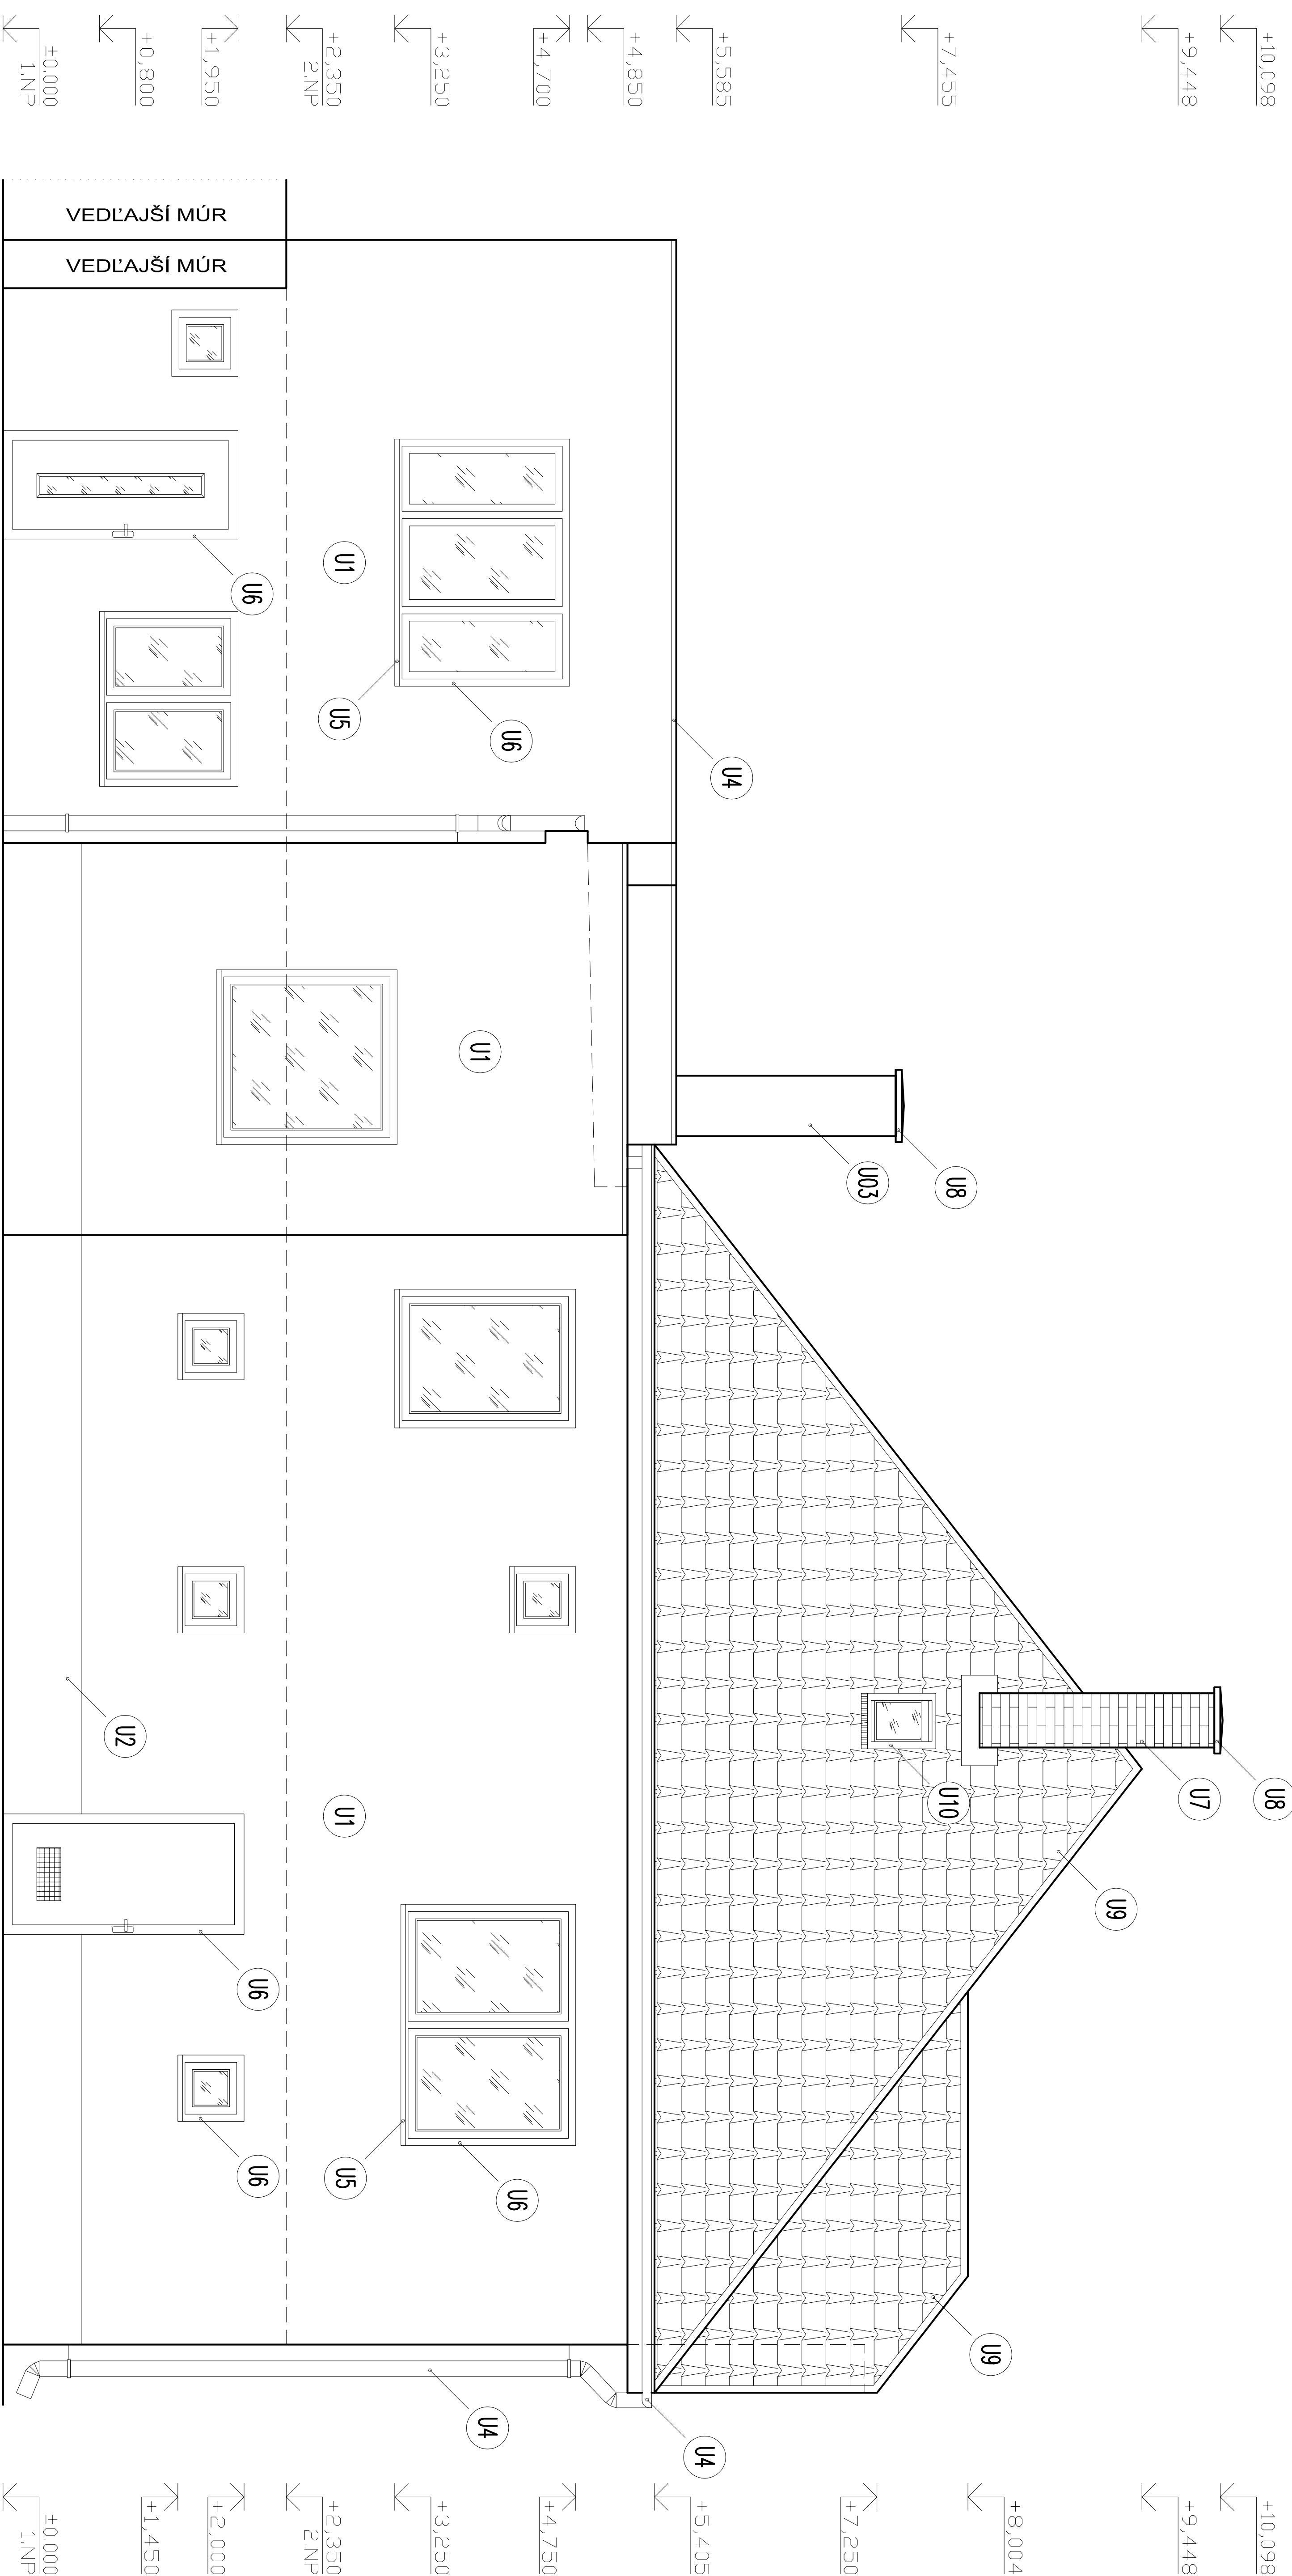 +10,098
+9,448
+7,455
+5,585
+4,850
+4,700
+3,250
+2,350
2.NP
+1,950
+0,800
±0.000
1.NP
VEDĽAJŠÍ MÚR
VEDĽAJŠÍ MÚR
U6
U1
U5
U6
U4
U1
U03
U8
U2
U1
U10
U7
U8
U9
U6
U6
U5
U6
U9
U4
U4
+10,098
+9,448
+8,004
+7,250
+5,405
+4,750
+3,250
+2,350
2.NP
+2,000
+1,450
±0.000
1.NP